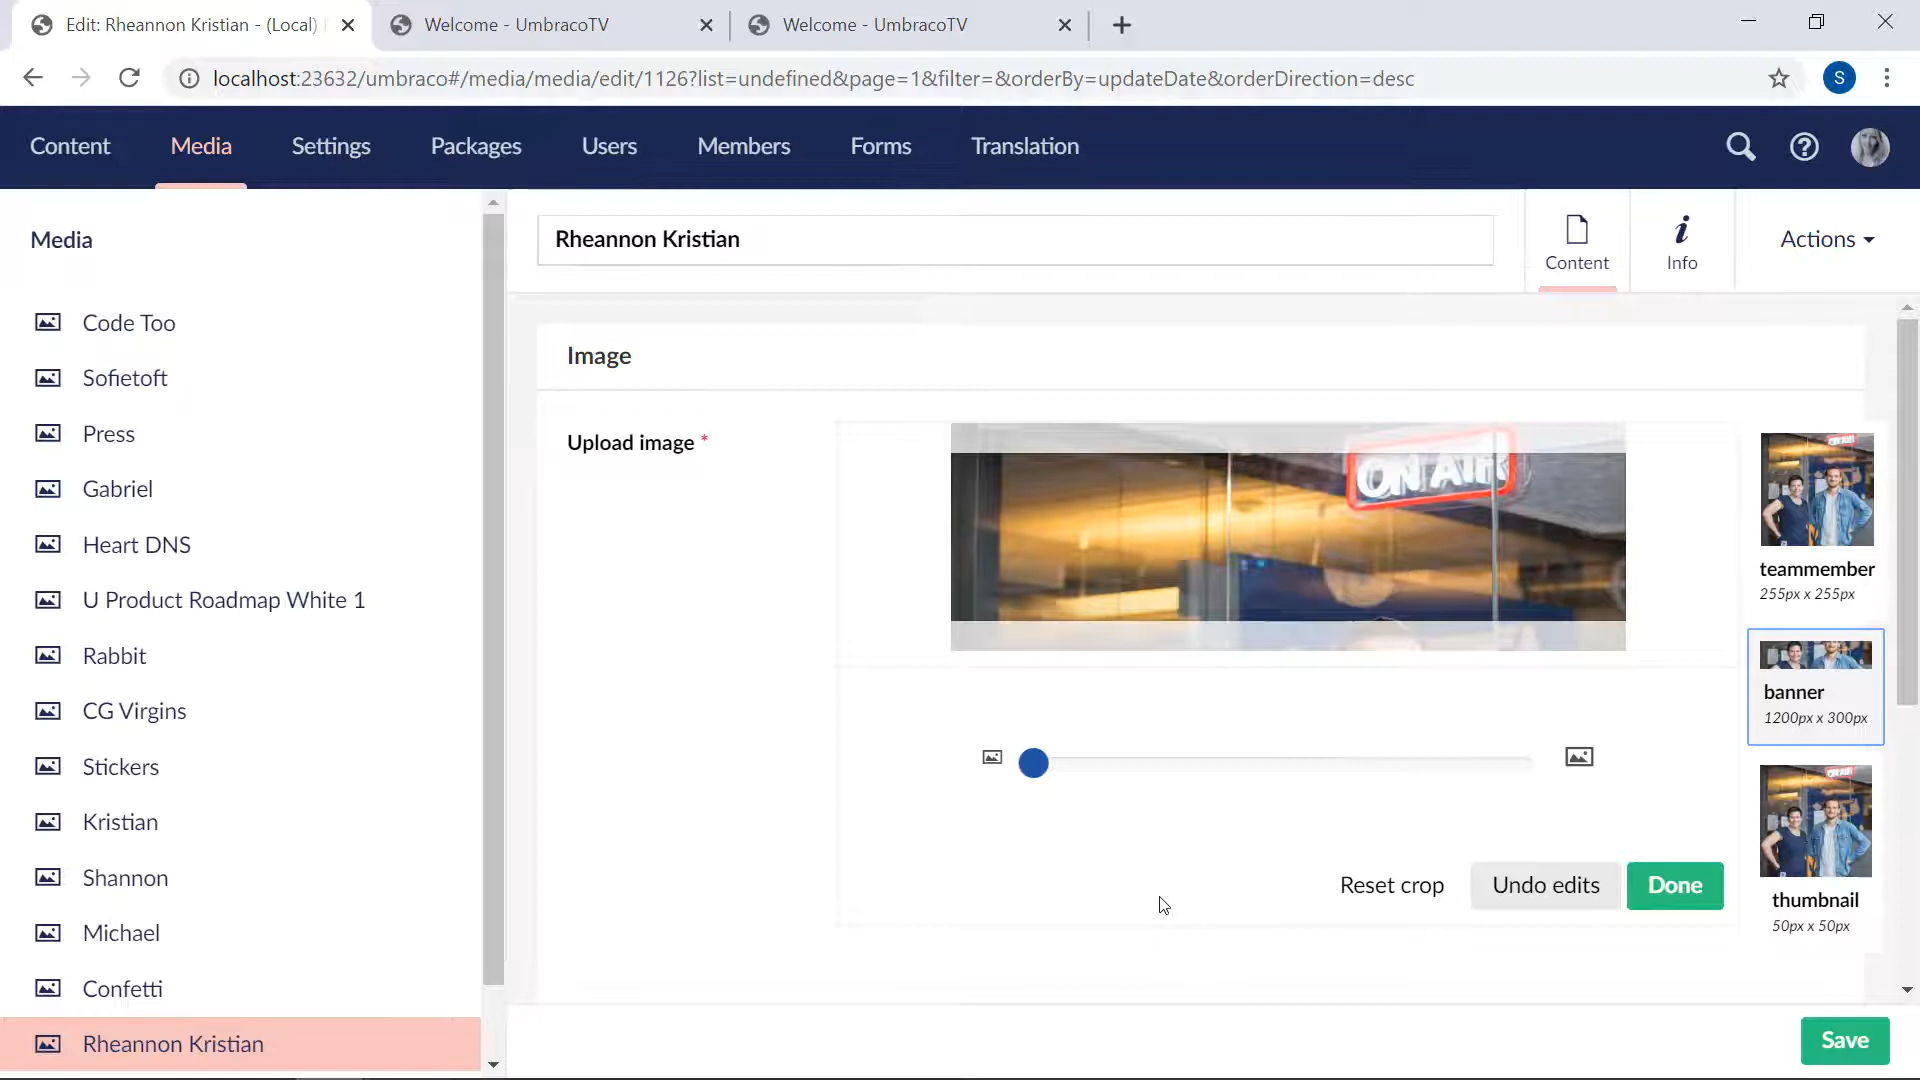 Edit: Rheannon Kristian - (Local)
Welcome - UmbracoTV
Welcome - UmbracoTV
localhost:23632/umbraco#/media/media/edit/1126?list=undefined&page=1&filter=&orderBy=updateDate&orderDirection=desc
S
Content
Media
Settings
Packages
Users
Members
Forms
Translation
Media
Code Too
Sofietoft
Press
Gabriel
Heart DNS
U Product Roadmap White 1
Rabbit
CG Virgins
Stickers
Kristian
Shannon
Michael
Confetti
Rheannon Kristian
Rheannon Kristian
Content
Info
Actions
Image
Upload image *
ON AIR
teammember
255px x 255px
banner
1200px x 300px
thumbnail
50px x 50px
Reset crop
Undo edits
Done
Save